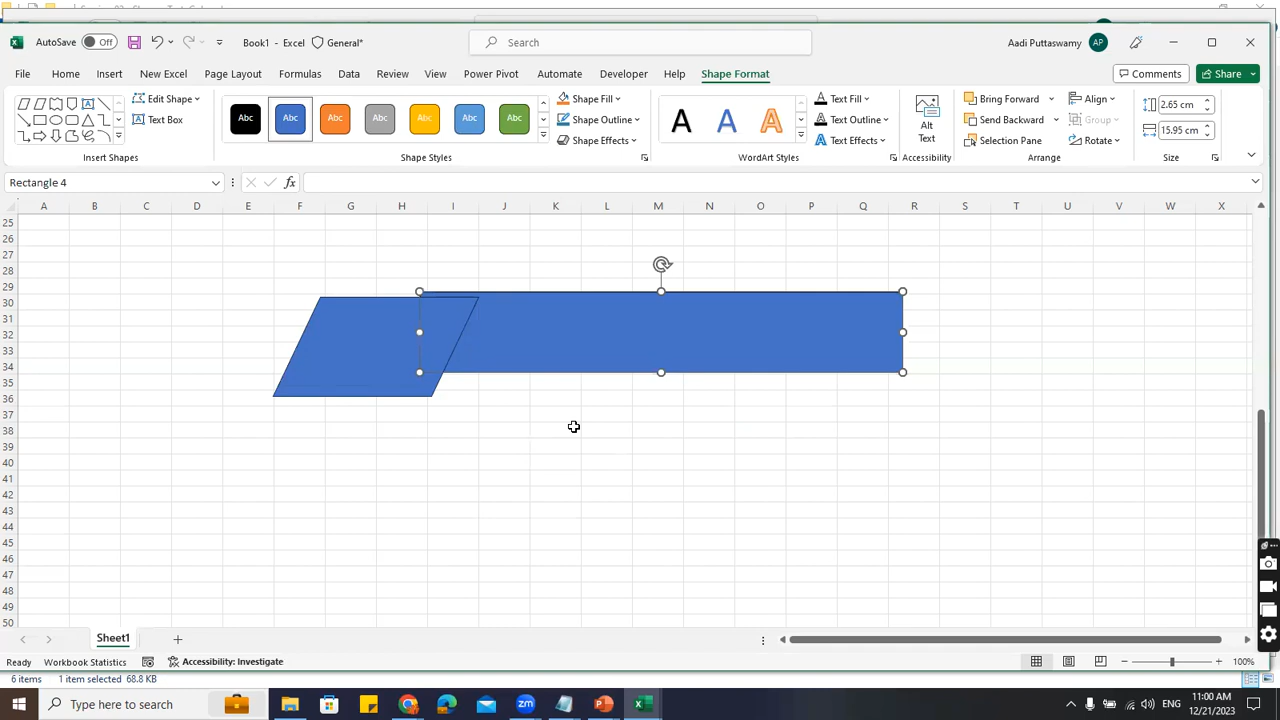 AutoSave Off Book1 - Excel General* Search Aadi Puttaswamy AP
File Home Insert New Excel Page Layout Formulas Data Review View Power Pivot Automate Developer Help Shape Format Comments Share
Edit Shape Abc Abc Abc Abc Abc Abc Abc Shape Fill A A A Text Fill Bring Forward Align 2.65 cm
Text Box Shape Outline Text Outline Alt Text Send Backward Group 15.95 cm
Shape Effects Text Effects Selection Pane Rotate
Insert Shapes Shape Styles WordArt Styles Accessibility Arrange Size
Rectangle 4 fx
A B C D E F G H I J K L M N O P Q R S T U V W X
25
26
27
28
29
30
31
32
33
34
35
36
37
38
39
40
41
42
43
44
45
46
47
48
49
50
Sheet1
Ready Workbook Statistics Accessibility: Investigate 100%
6 items 1 item selected 68.8 KB
Type here to search zm ENG 11:00 AM
12/21/2023